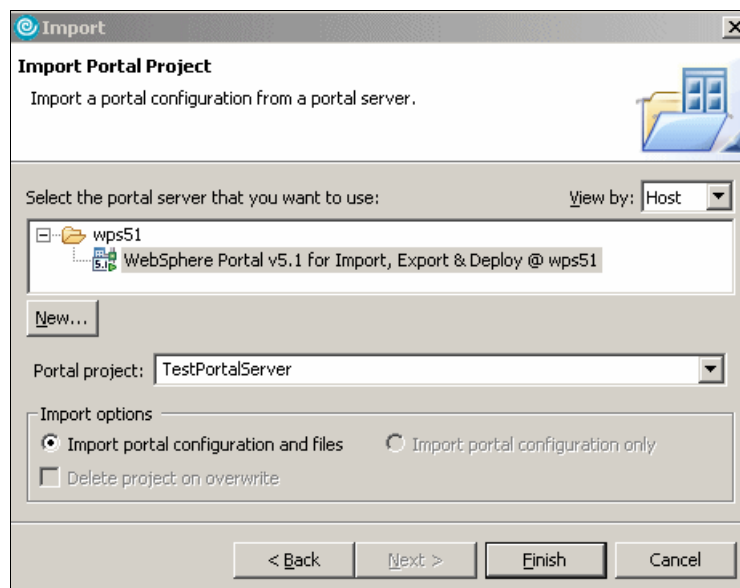 Import
Import Portal Project
Import a portal configuration from a portal server.
Select the portal server that you want to use:
View by: Host
wps51
5.1 WebSphere Portal v5.1 for Import, Export & Deploy @ wps51
New...
Portal project: TestPortalServer
Import options
Import portal configuration and files
Import portal configuration only
Delete project on overwrite
< Back
Next >
Finish
Cancel